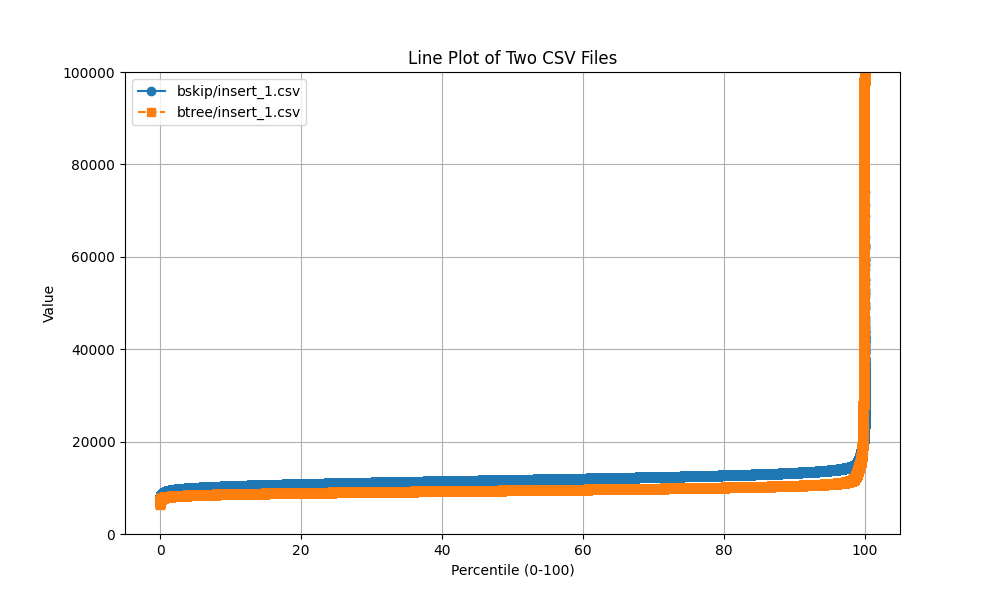 Line Plot of Two CSV Files
bskip/insert_1.csv
btree/insert_1.csv
100000
80000
60000
40000
20000
0
Value
0 20 40 60 80 100
Percentile (0-100)